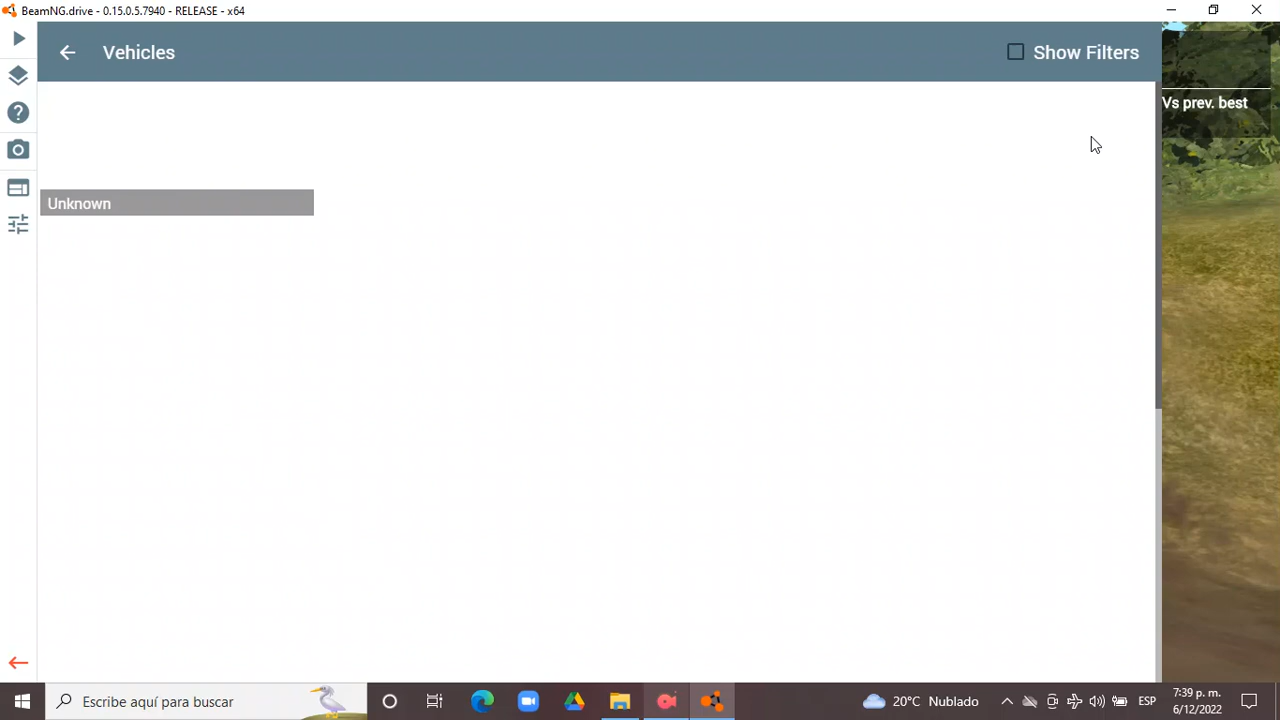 BeamNG.drive - 0.15.0.5.7940 - RELEASE - x64
Vehicles
Show Filters
Vs prev. best
Unknown
Escribe aquí para buscar
20°C Nublado
ESP
7:39 p. m.
6/12/2022